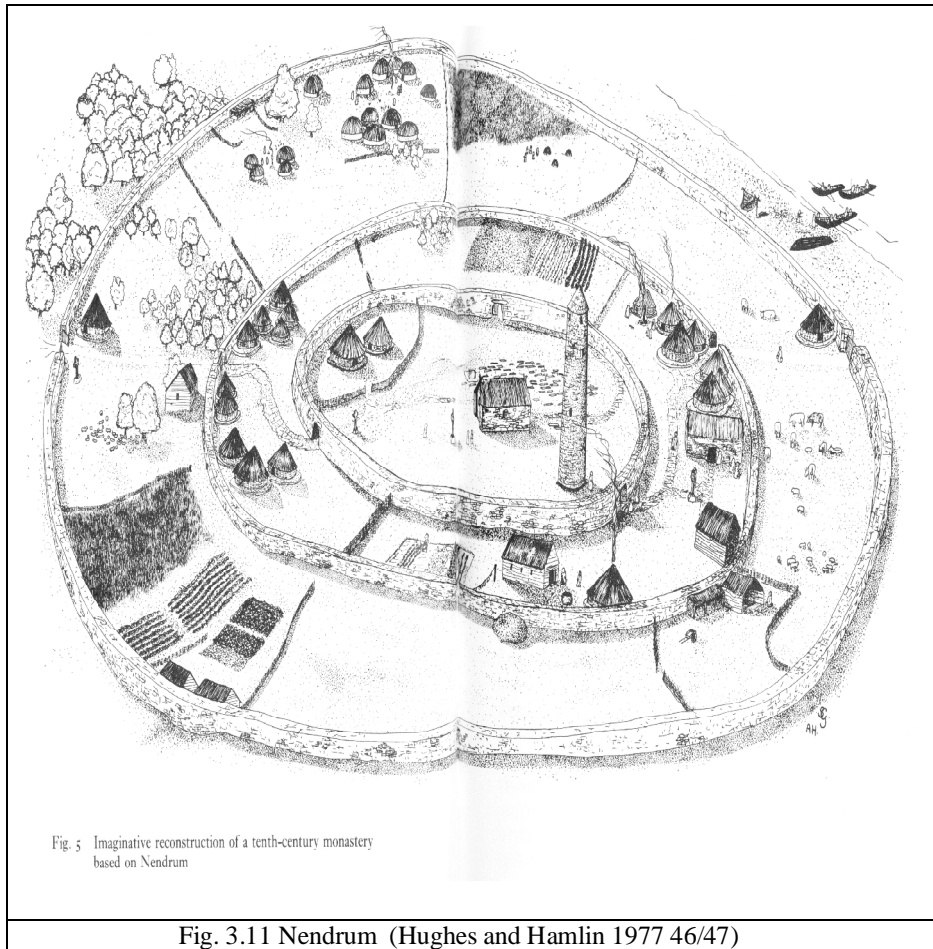 A.H.
Fig. 5 Imaginative reconstruction of a tenth-century monastery
based on Nendrum
Fig. 3.11 Nendrum (Hughes and Hamlin 1977 46/47)